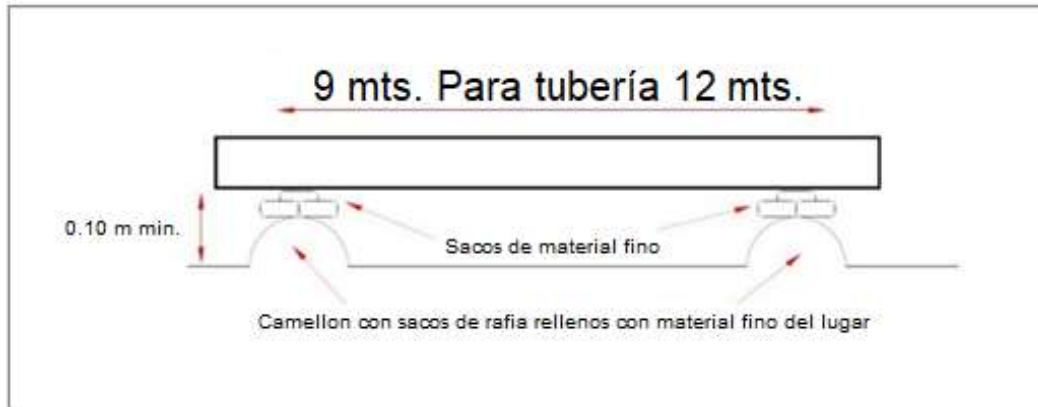 9 mts. Para tubería 12 mts.
0.10 m min.
Sacos de material fino
Camellon con sacos de rafia rellenos con material fino del lugar